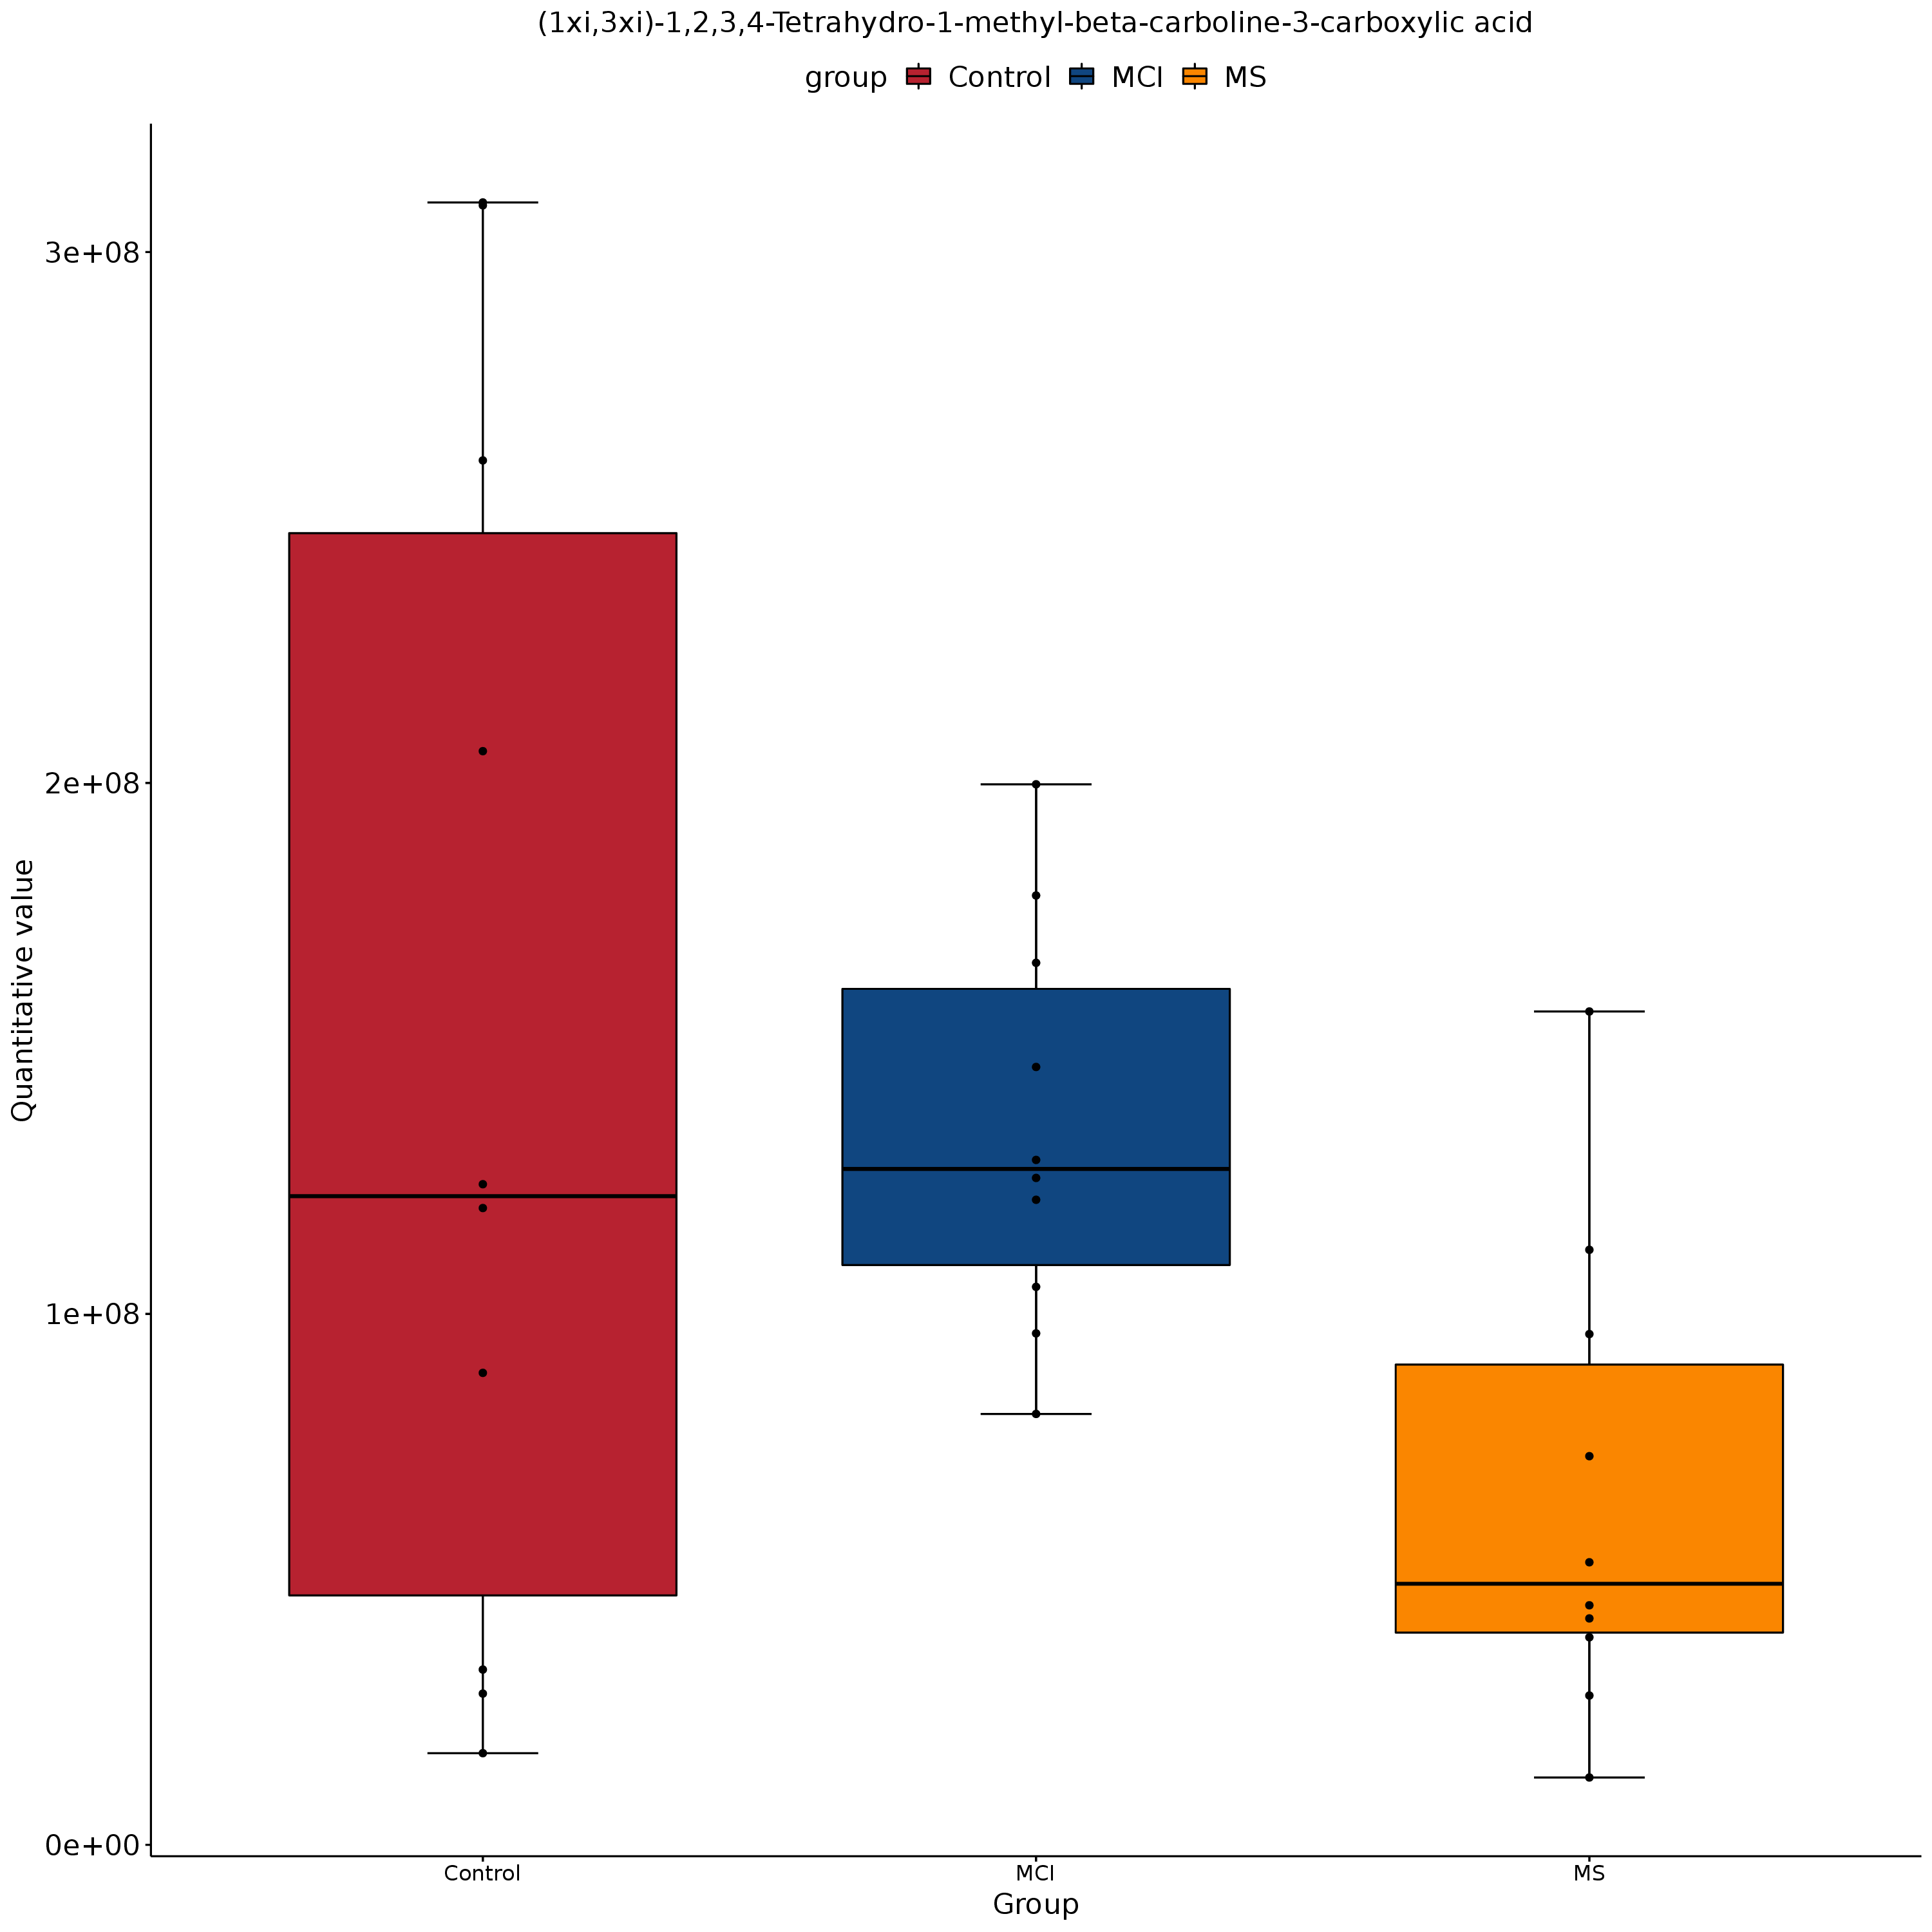 (1xi,3xi)-1,2,3,4-Tetrahydro-1-methyl-beta-carboline-3-carboxylic acid
group Control MCI MS
3e+08
2e+08
1e+08
0e+00
Quantitative value
Control MCI MS
Group